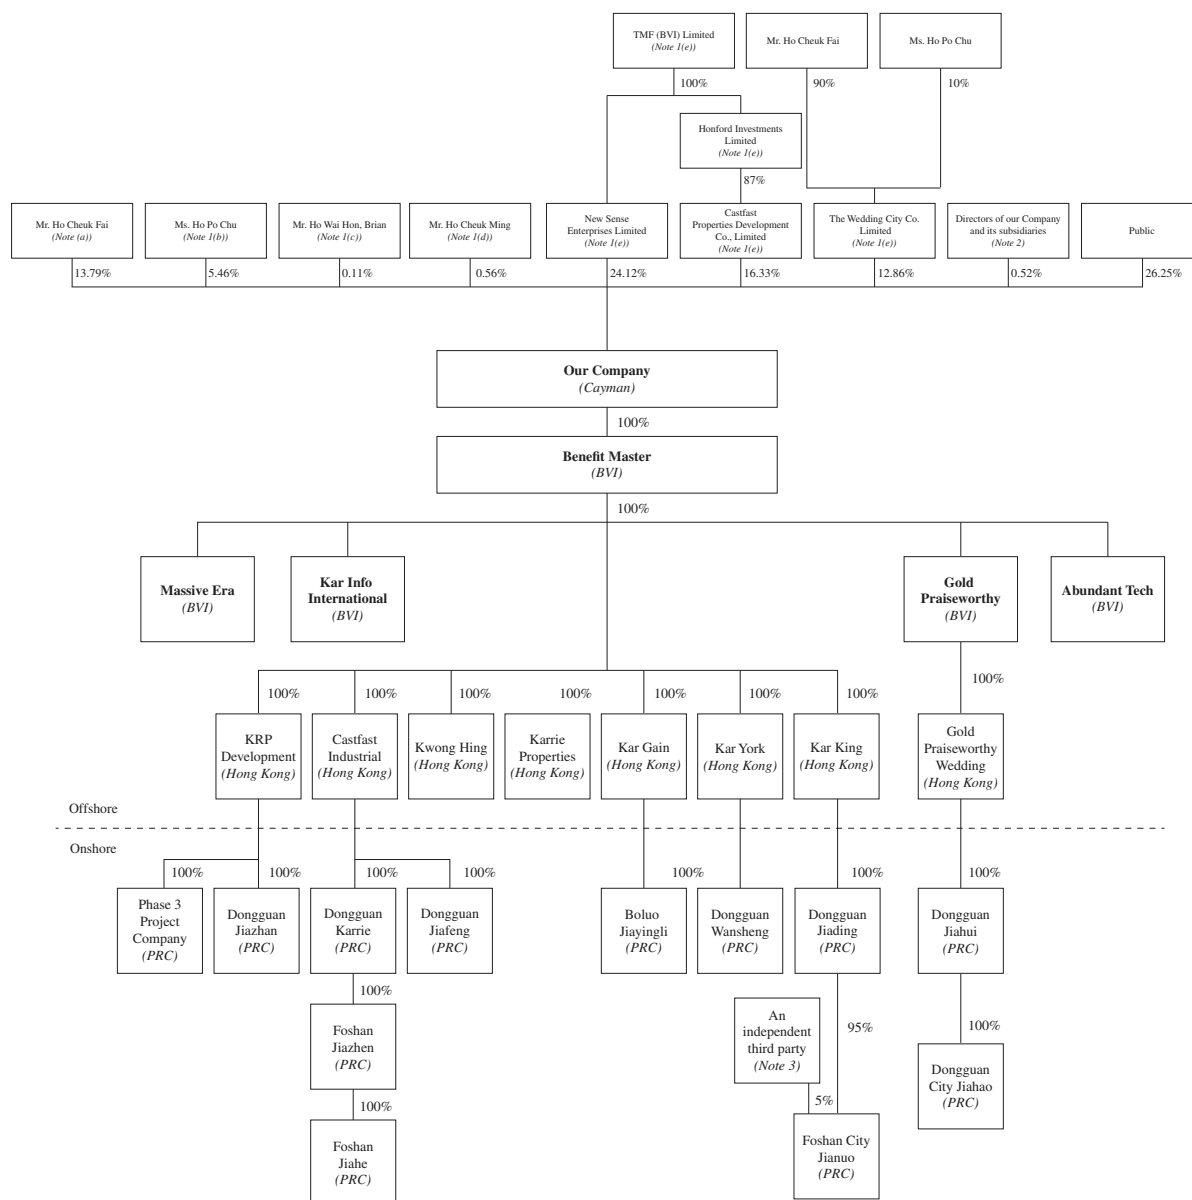 TMF (BVI) Limited
(Note 1(e))
Mr. Ho Cheuk Fai
Ms. Ho Po Chu
100%
90%
10%
Honford Investments
Limited
(Note 1(e))
87%
Mr. Ho Cheuk Fai
(Note (a))
Ms. Ho Po Chu
(Note 1(b))
Mr. Ho Wai Hon, Brian
(Note 1(c))
Mr. Ho Cheuk Ming
(Note 1(d))
New Sense
Enterprises Limited
(Note 1(e))
Castfast
Properties Development
Co., Limited
(Note 1(e))
The Wedding City Co.
Limited
(Note 1(e))
Directors of our Company
and its subsidiaries
(Note 2)
Public
13.79%
5.46%
0.11%
0.56%
24.12%
16.33%
12.86%
0.52%
26.25%
Our Company
(Cayman)
100%
Benefit Master
(BVI)
100%
Massive Era
(BVI)
Kar Info
International
(BVI)
Gold
Praiseworthy
(BVI)
Abundant Tech
(BVI)
100%
100%
100%
100%
100%
100%
100%
100%
KRP
Development
(Hong Kong)
Castfast
Industrial
(Hong Kong)
Kwong Hing
(Hong Kong)
Karrie
Properties
(Hong Kong)
Kar Gain
(Hong Kong)
Kar York
(Hong Kong)
Kar King
(Hong Kong)
Gold
Praiseworthy
Wedding
(Hong Kong)
Offshore
Onshore
100%
100%
100%
100%
100%
100%
100%
100%
Phase 3
Project
Company
(PRC)
Dongguan
Jiazhan
(PRC)
Dongguan
Karrie
(PRC)
Dongguan
Jiafeng
(PRC)
Boluo
Jiayingli
(PRC)
Dongguan
Wansheng
(PRC)
Dongguan
Jiading
(PRC)
Dongguan
Jiahui
(PRC)
100%
Foshan
Jiazhen
(PRC)
An
independent
third party
(Note 3)
95%
100%
Dongguan
City Jiahao
(PRC)
100%
5%
Foshan
Jiahe
(PRC)
Foshan City
Jianuo
(PRC)